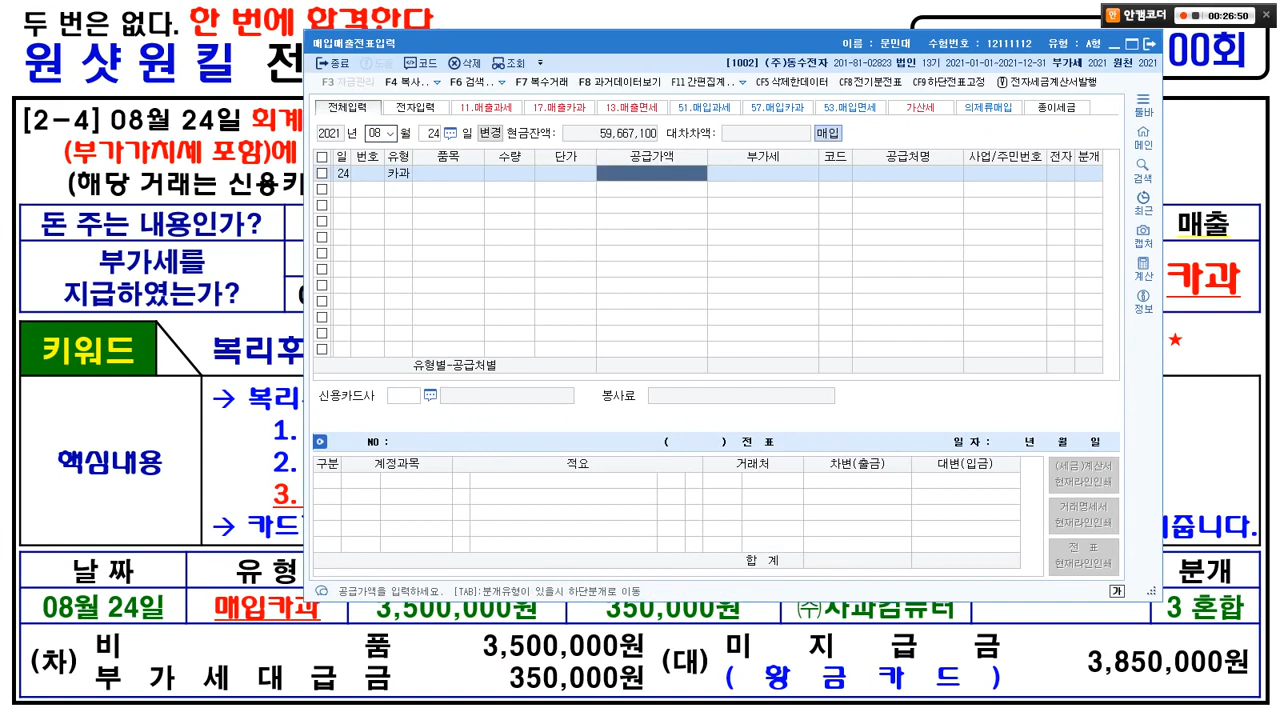 두 번은 없다. 한 번에 합격한다
원 샷 원 킬 전
00회
안캠코더 00:26:50
[2-4] 08월 24일 회계
(부가가치세 포함)에
(해당 거래는 신용카
돈 주는 내용인가?
매출
부가세를
지급하였는가?
카과
키워드
복리후
★
핵심내용
→ 복리
1.
2.
3.
→ 카드
줍니다.
매입매출전표입력
이름 : 문민대 수험번호 : 12111112 유형 : A형
종료 도움 코드 삭제 조회
[1002] (주)동수전자 201-81-02823 법인 13기 2021-01-01~2021-12-31 부가세 2021 원천 2021
F3 자금관리 F4 복사.. F6 검색.. F7 복수거래 F8 과거데이터보기 F11 간편집계.. CF5 삭제한데이터 CF8전기분전표 CF9하단전표고정 전자세금계산서발행
전체입력 전자입력 11.매출과세 17.매출카과 13.매출면세 51.매입과세 57.매입카과 53.매입면세 가산세 의제류매입 종이세금
2021 년 08 월 24 일 변경 현금잔액: 59,667,100 대차차액: 매입
일 번호 유형 품목 수량 단가 공급가액 부가세 코드 공급처명 사업/주민번호 전자 분개
24 카과
유형별-공급처별
신용카드사 봉사료
NO : ( ) 전 표 일 자 : 년 월 일
구분 계정과목 적요 거래처 차변(출금) 대변(입금)
합 계
(세금)계산서
현재라인인쇄
거래명세서
현재라인인쇄
전 표
현재라인인쇄
공급가액을 입력하세요. [TAB]:분개유형이 있을시 하단분개로 이동
가
툴바
메인
검색
최근
캡처
계산
정보
날 짜 유 형 분개
08월 24일 매입카과 3,500,000원 350,000원 ㈜사과컴퓨터 3 혼합
(차) 비 품 3,500,000원 (대) 미 지 급 금 3,850,000원
부 가 세 대 급 금 350,000원 ( 황 금 카 드 )